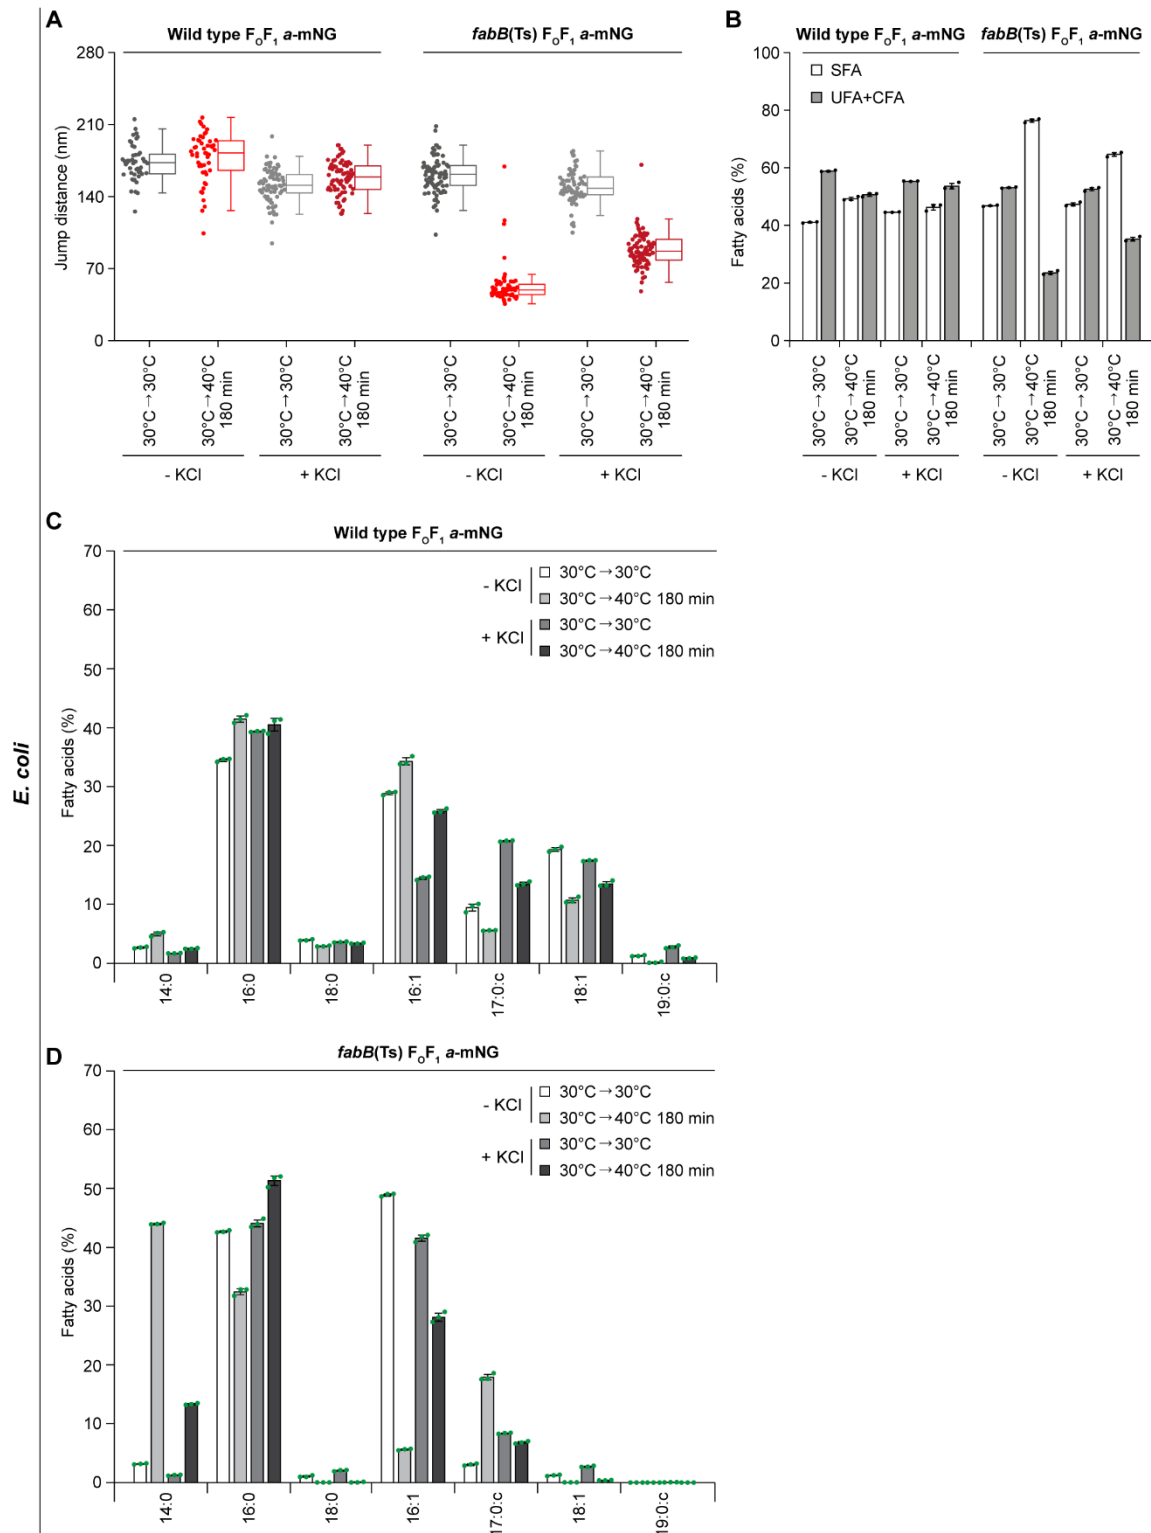 A
Wild type FOF1 a-mNG
fabB(Ts) FOF1 a-mNG
280
210
140
70
0
Jump distance (nm)
30°C→30°C
30°C→40°C
180 min
30°C→30°C
30°C→40°C
180 min
30°C→30°C
30°C→40°C
180 min
30°C→30°C
30°C→40°C
180 min
- KCl
+ KCl
- KCl
+ KCl
B
Wild type FOF1 a-mNG
fabB(Ts) FOF1 a-mNG
SFA
UFA+CFA
100
80
60
40
20
0
Fatty acids (%)
30°C→30°C
30°C→40°C
180 min
30°C→30°C
30°C→40°C
180 min
30°C→30°C
30°C→40°C
180 min
30°C→30°C
30°C→40°C
180 min
- KCl
+ KCl
- KCl
+ KCl
E. coli
C
Wild type FOF1 a-mNG
70
60
50
40
30
20
10
0
Fatty acids (%)
- KCl
30°C→30°C
30°C→40°C 180 min
+ KCl
30°C→30°C
30°C→40°C 180 min
14:0
16:0
18:0
16:1
17:0:c
18:1
19:0:c
D
fabB(Ts) FOF1 a-mNG
70
60
50
40
30
20
10
0
Fatty acids (%)
- KCl
30°C→30°C
30°C→40°C 180 min
+ KCl
30°C→30°C
30°C→40°C 180 min
14:0
16:0
18:0
16:1
17:0:c
18:1
19:0:c